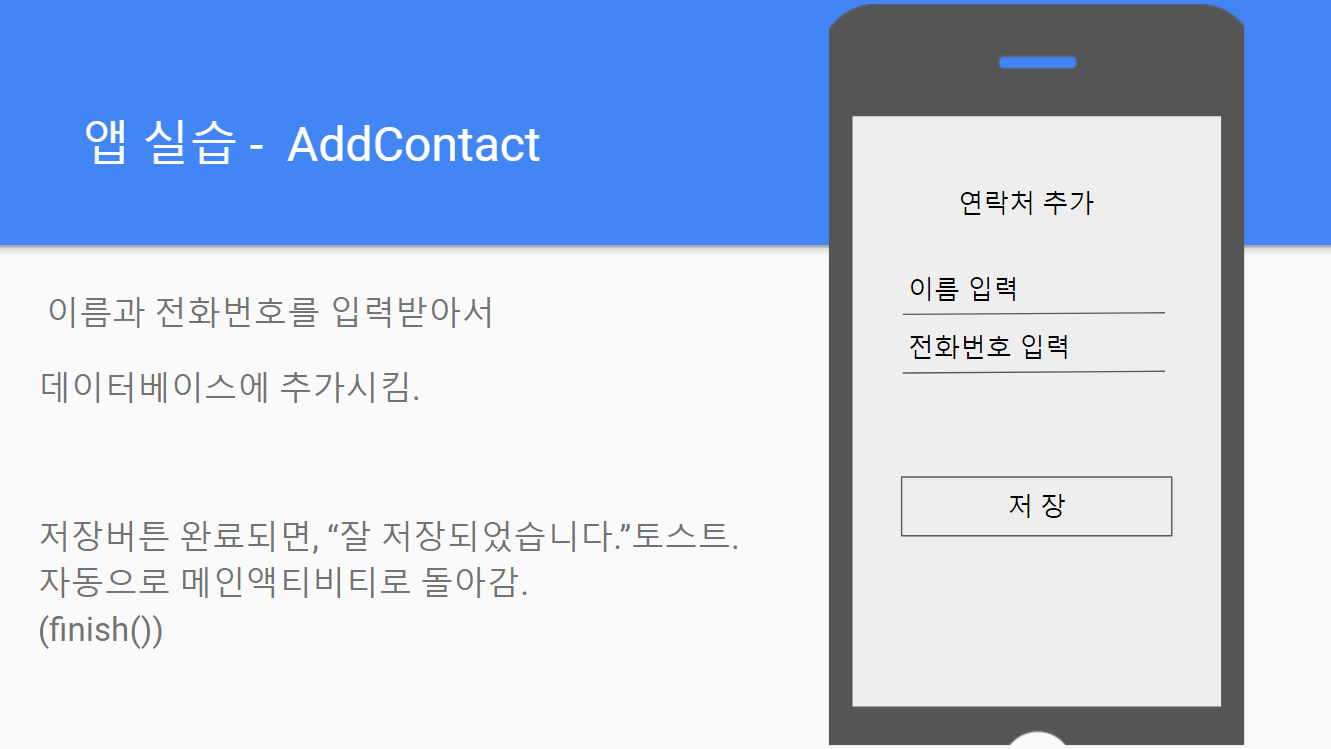 앱 실습 - AddContact
이름과 전화번호를 입력받아서
데이터베이스에 추가시킴.
저장버튼 완료되면, “잘 저장되었습니다.”토스트.
자동으로 메인액티비티로 돌아감.
(finish())
연락처 추가
이름 입력
전화번호 입력
저 장